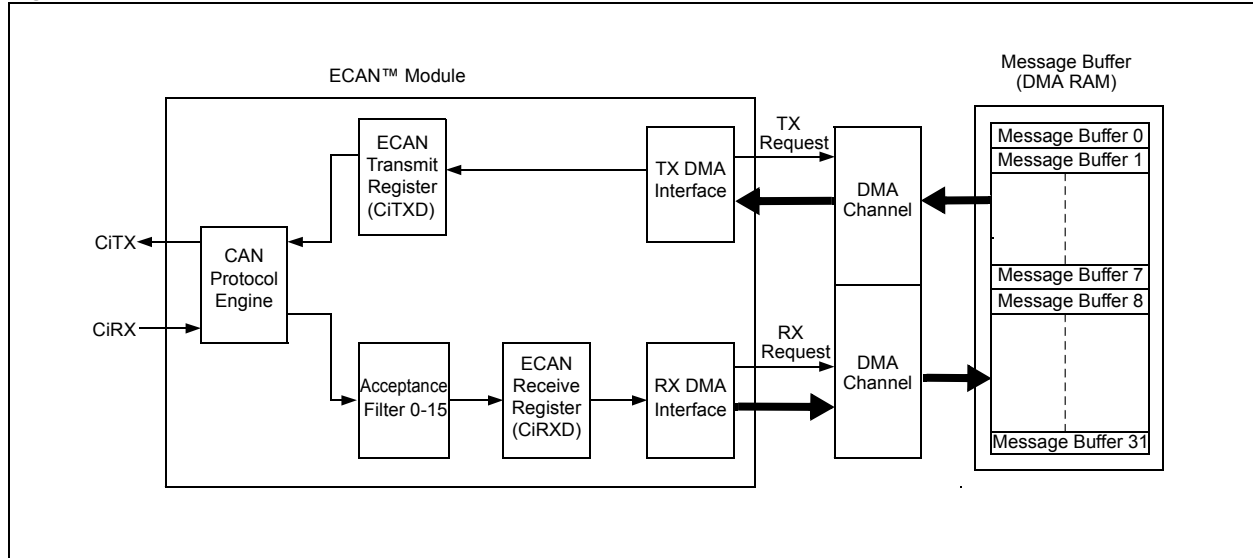 ECAN™ Module
Message Buffer
(DMA RAM)
ECAN
Transmit
Register
(CiTXD)
TX DMA
Interface
TX
Request
DMA
Channel
Message Buffer 0
Message Buffer 1
Message Buffer 7
Message Buffer 8
Message Buffer 31
CiTX
CiRX
CAN
Protocol
Engine
Acceptance
Filter 0-15
ECAN
Receive
Register
(CiRXD)
RX DMA
Interface
RX
Request
DMA
Channel